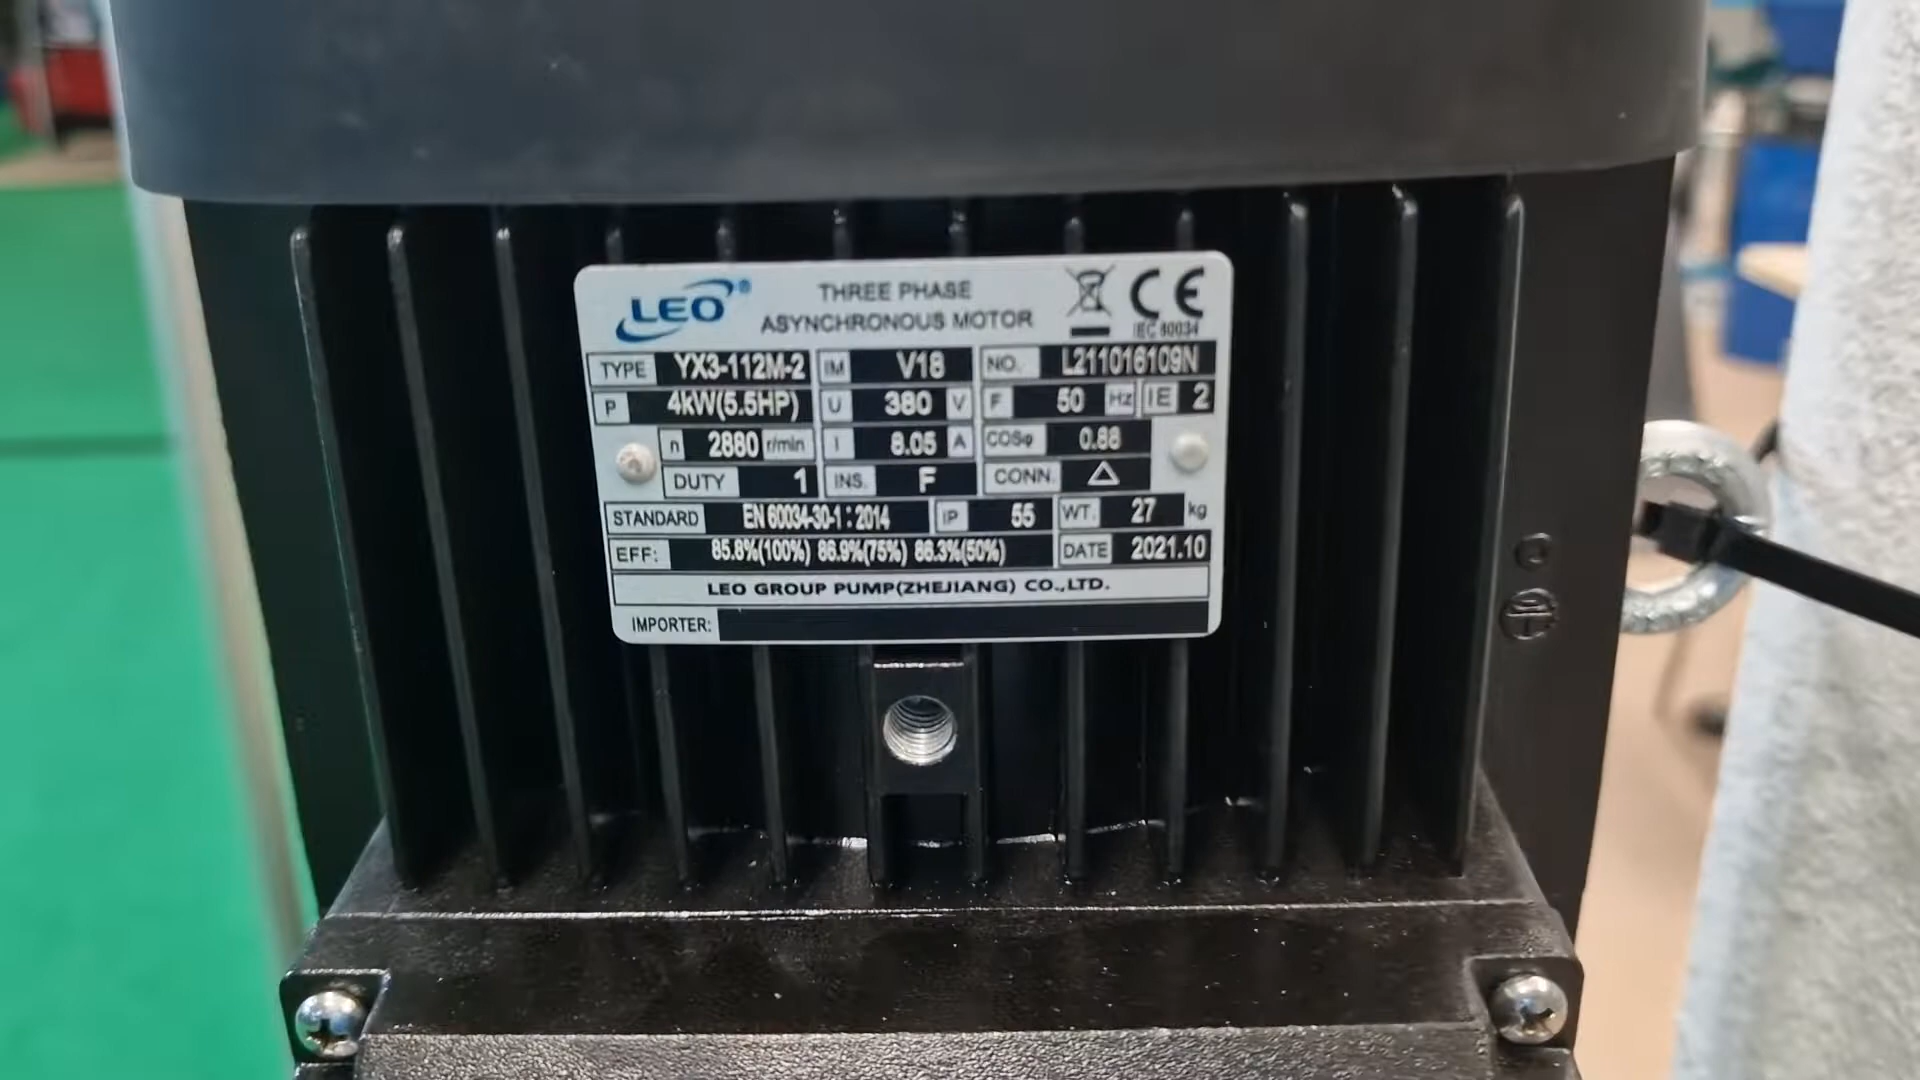 LEO®
THREE PHASE
ASYNCHRONOUS MOTOR
CE
IEC 60034
TYPE YX3-112M-2 IM V18 NO. L211016109N
P 4kW(5.5HP) U 380 V F 50 Hz IE 2
n 2880 r/min I 8.05 A COSφ 0.88
DUTY 1 INS. F CONN. △
STANDARD EN 60034-30-1:2014 IP 55 WT. 27 kg
EFF: 85.8%(100%) 86.9%(75%) 86.3%(50%) DATE 2021.10
LEO GROUP PUMP(ZHEJIANG) CO.,LTD.
IMPORTER: